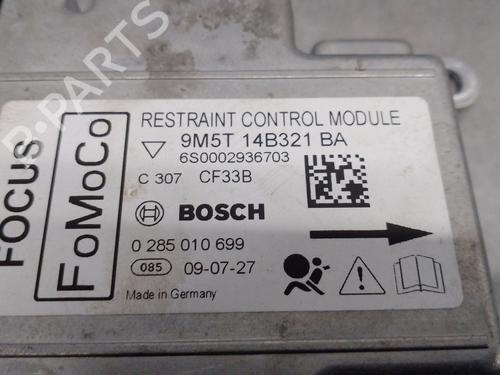 RESTRAINT CONTROL MODULE
9M5T 14B321 BA
6S0002936703
C 307 CF33B
BOSCH
0 285 010 699
085 09-07-27
Made in Germany
FOCUS
FoMoCo
B-PARTS